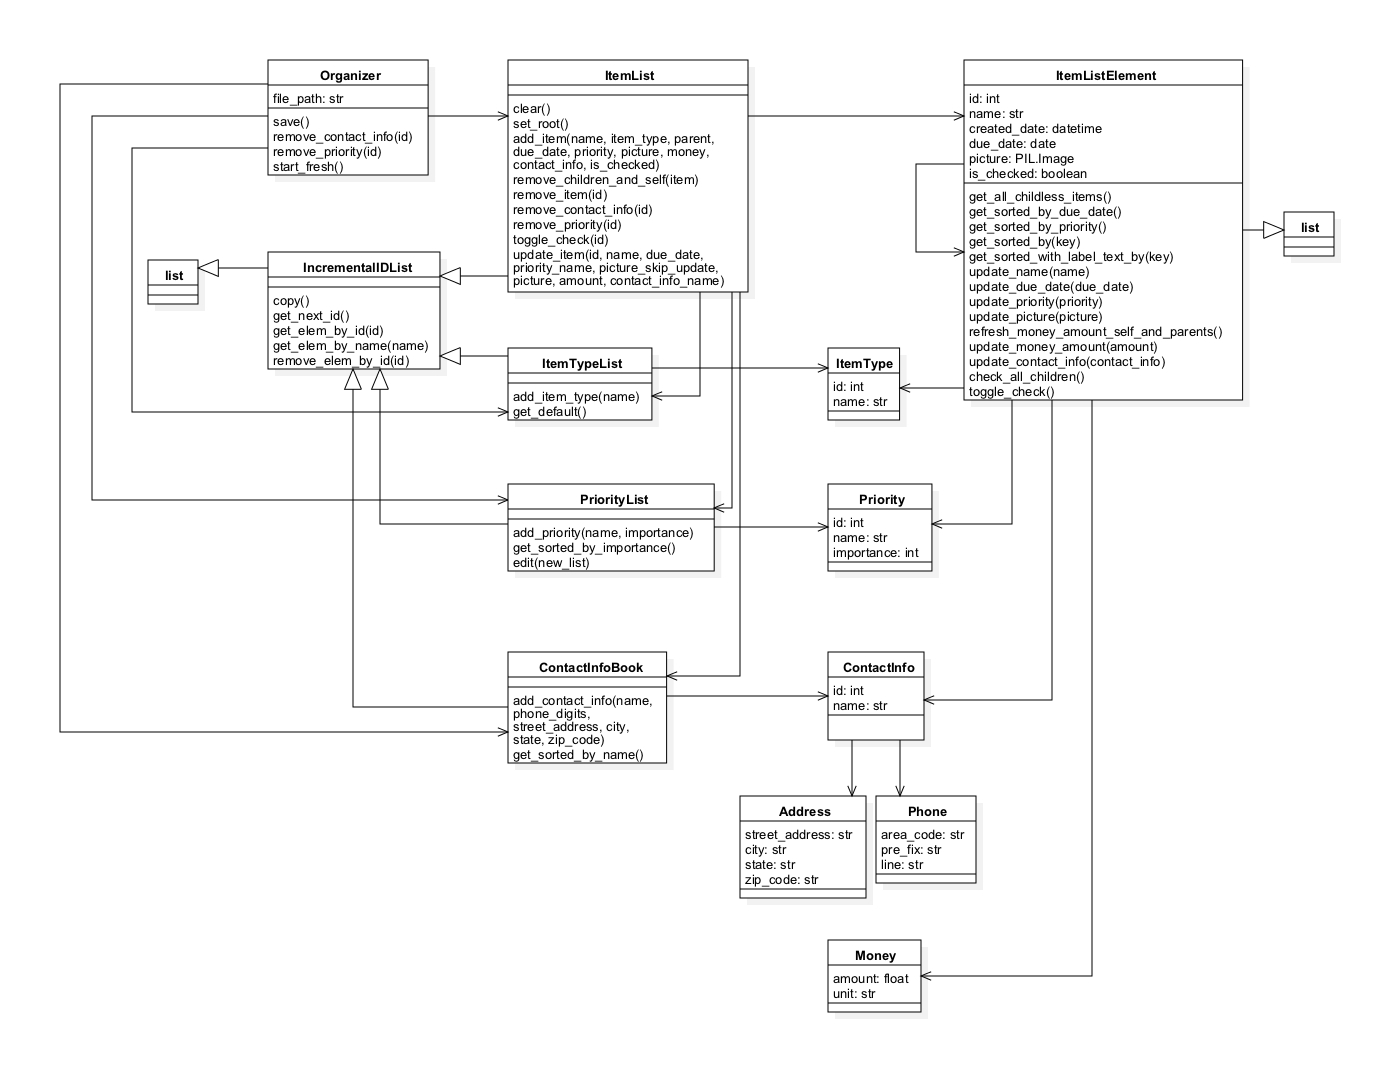 Organizer
file_path: str
save()
remove_contact_info(id)
remove_priority(id)
start_fresh()
ItemList
clear()
set_root()
add_item(name, item_type, parent,
due_date, priority, picture, money,
contact_info, is_checked)
remove_children_and_self(item)
remove_item(id)
remove_contact_info(id)
remove_priority(id)
toggle_check(id)
update_item(id, name, due_date,
priority_name, picture_skip_update,
picture, amount, contact_info_name)
ItemListElement
id: int
name: str
created_date: datetime
due_date: date
picture: PIL.Image
is_checked: boolean
get_all_childless_items()
get_sorted_by_due_date()
get_sorted_by_priority()
get_sorted_by(key)
get_sorted_with_label_text_by(key)
update_name(name)
update_due_date(due_date)
update_priority(priority)
update_picture(picture)
refresh_money_amount_self_and_parents()
update_money_amount(amount)
update_contact_info(contact_info)
check_all_children()
toggle_check()
list
list
IncrementalIDList
copy()
get_next_id()
get_elem_by_id(id)
get_elem_by_name(name)
remove_elem_by_id(id)
ItemTypeList
add_item_type(name)
get_default()
ItemType
id: int
name: str
PriorityList
add_priority(name, importance)
get_sorted_by_importance()
edit(new_list)
Priority
id: int
name: str
importance: int
ContactInfoBook
add_contact_info(name,
phone_digits,
street_address, city,
state, zip_code)
get_sorted_by_name()
ContactInfo
id: int
name: str
Address
street_address: str
city: str
state: str
zip_code: str
Phone
area_code: str
pre_fix: str
line: str
Money
amount: float
unit: str